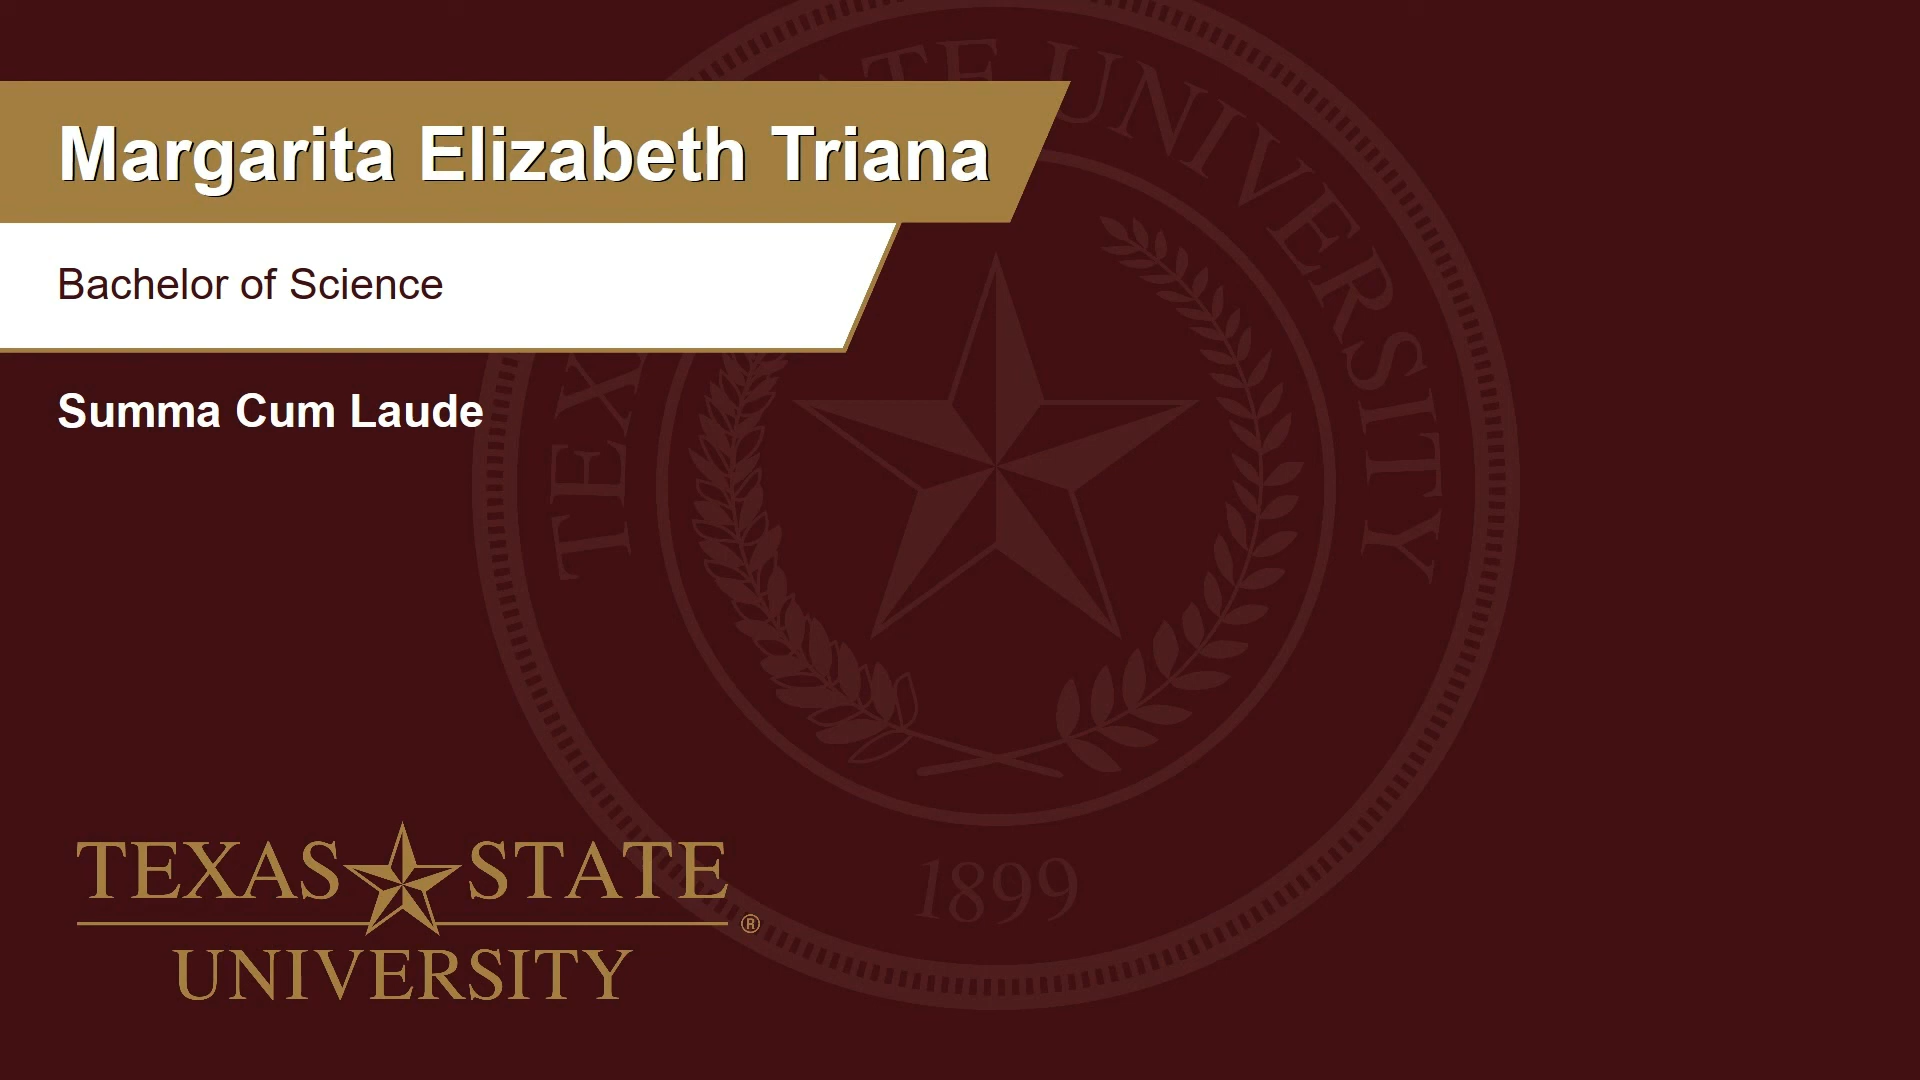 Margarita Elizabeth Triana
Bachelor of Science
Summa Cum Laude
TEXAS STATE UNIVERSITY
1899
TEXAS STATE
®
UNIVERSITY